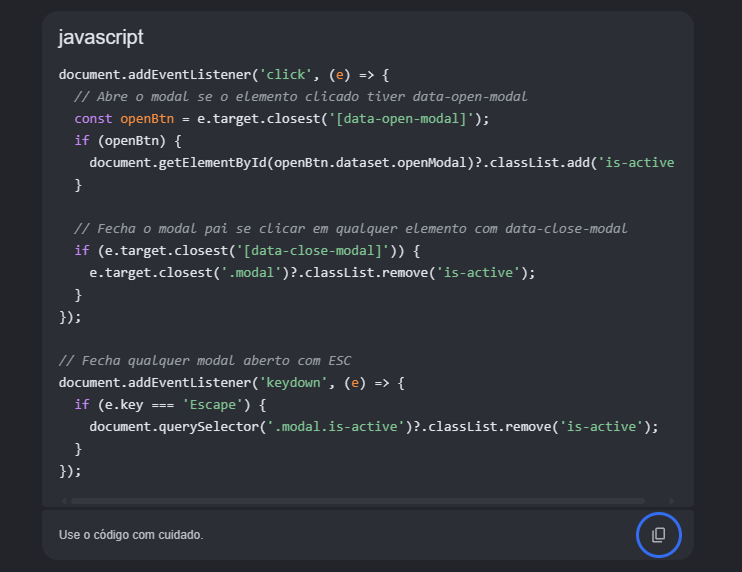 javascript
document.addEventListener('click', (e) => {
  // Abre o modal se o elemento clicado tiver data-open-modal
  const openBtn = e.target.closest('[data-open-modal]');
  if (openBtn) {
    document.getElementById(openBtn.dataset.openModal)?.classList.add('is-active
  }

  // Fecha o modal pai se clicar em qualquer elemento com data-close-modal
  if (e.target.closest('[data-close-modal]')) {
    e.target.closest('.modal')?.classList.remove('is-active');
  }
});

// Fecha qualquer modal aberto com ESC
document.addEventListener('keydown', (e) => {
  if (e.key === 'Escape') {
    document.querySelector('.modal.is-active')?.classList.remove('is-active');
  }
});
Use o código com cuidado.